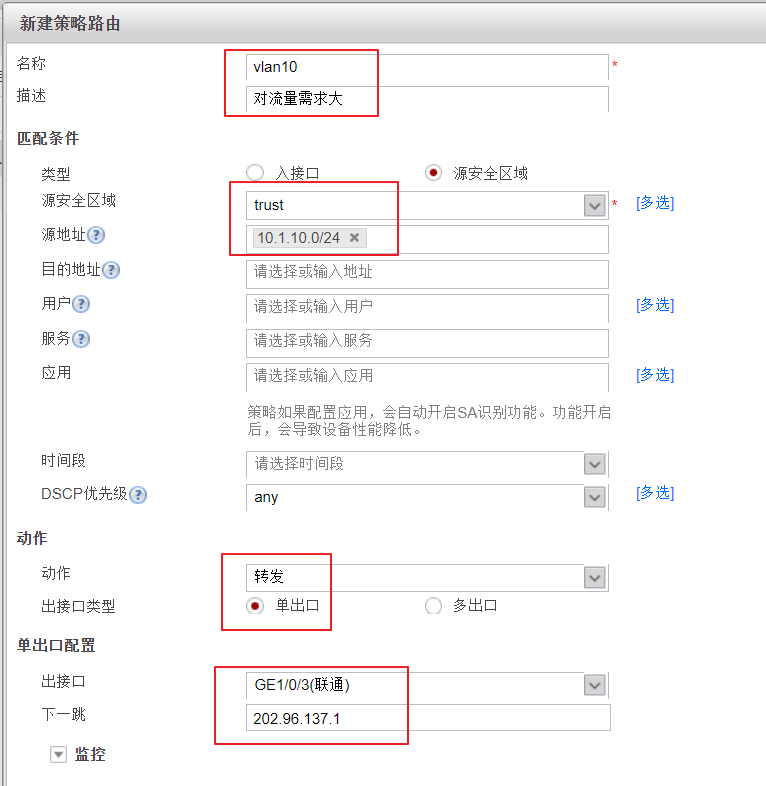 新建策略路由
名称 vlan10 *
描述 对流量需求大
匹配条件
类型 入接口 源安全区域
源安全区域 trust * [多选]
源地址 ? 10.1.10.0/24 ×
目的地址 ? 请选择或输入地址
用户 ? 请选择或输入用户 [多选]
服务 ? 请选择或输入服务
应用 请选择或输入应用 [多选]
策略如果配置应用，会自动开启SA识别功能。功能开启
后，会导致设备性能降低。
时间段 请选择时间段
DSCP优先级 ? any [多选]
动作
动作 转发
出接口类型 单出口 多出口
单出口配置
出接口 GE1/0/3(联通)
下一跳 202.96.137.1
监控